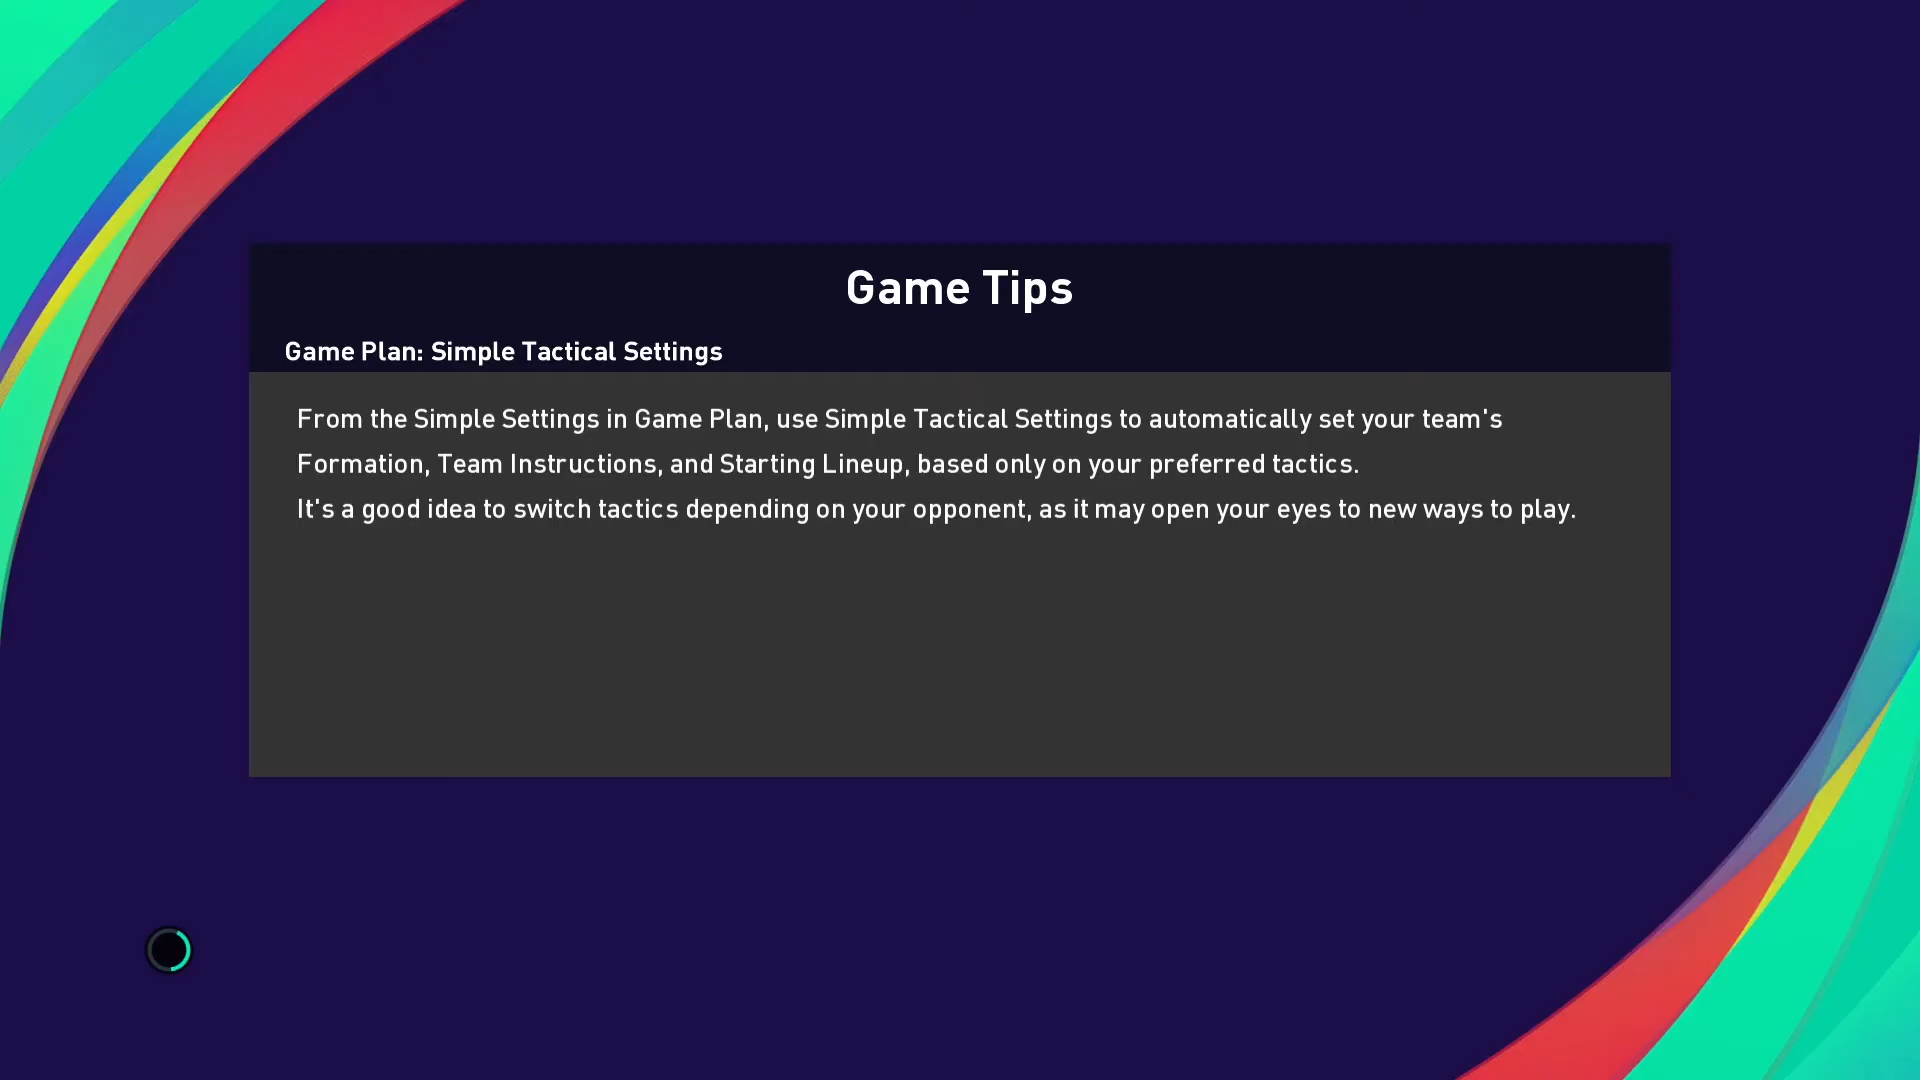 Game Tips
Game Plan: Simple Tactical Settings
From the Simple Settings in Game Plan, use Simple Tactical Settings to automatically set your team's
Formation, Team Instructions, and Starting Lineup, based only on your preferred tactics.
It's a good idea to switch tactics depending on your opponent, as it may open your eyes to new ways to play.